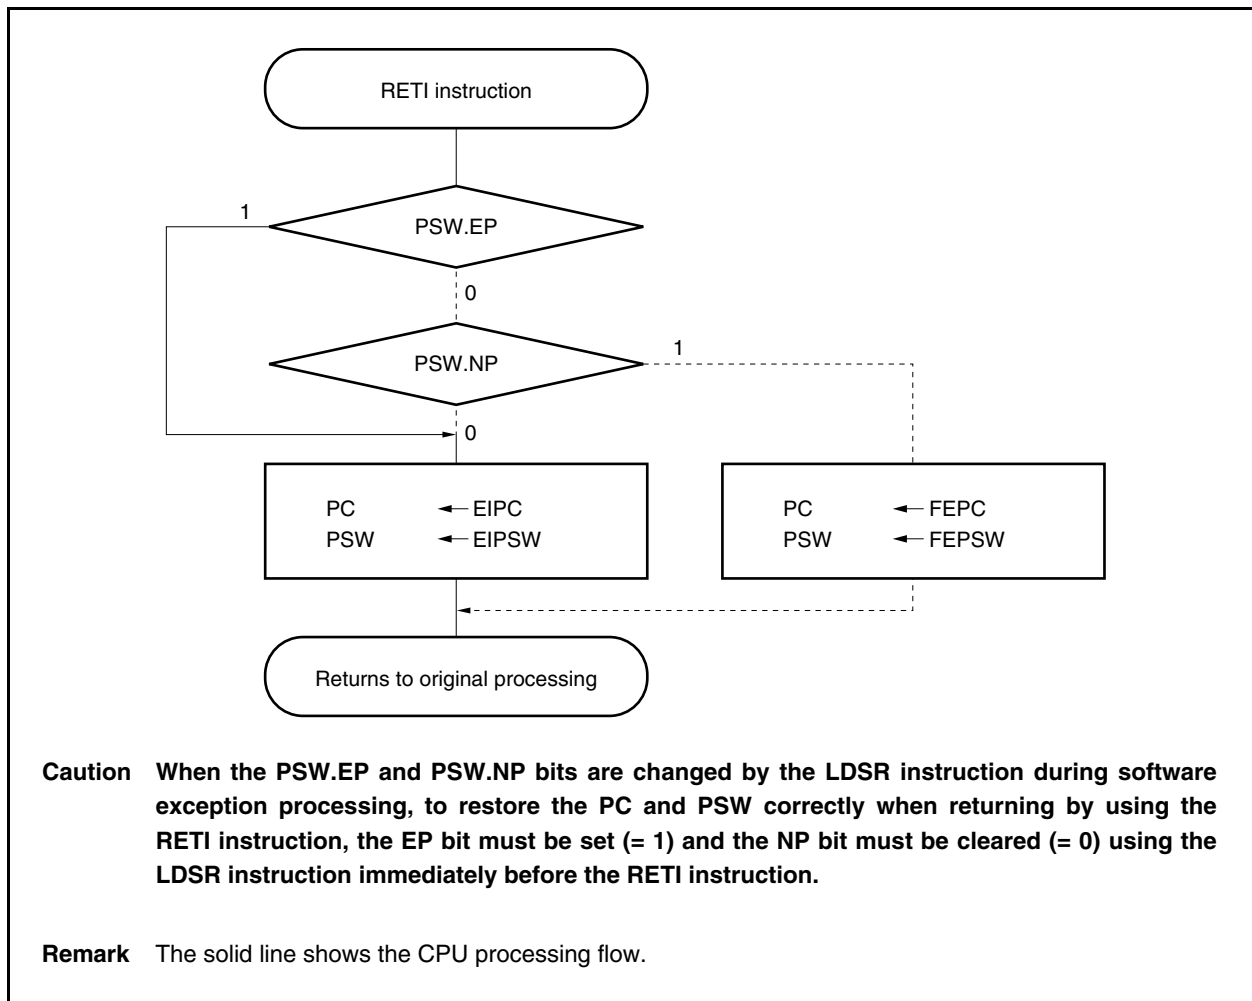 RETI instruction
1
PSW.EP
0
1
PSW.NP
0
PC ← EIPC
PSW ← EIPSW
PC ← FEPC
PSW ← FEPSW
Returns to original processing
Caution When the PSW.EP and PSW.NP bits are changed by the LDSR instruction during software
exception processing, to restore the PC and PSW correctly when returning by using the
RETI instruction, the EP bit must be set (= 1) and the NP bit must be cleared (= 0) using the
LDSR instruction immediately before the RETI instruction.
Remark The solid line shows the CPU processing flow.